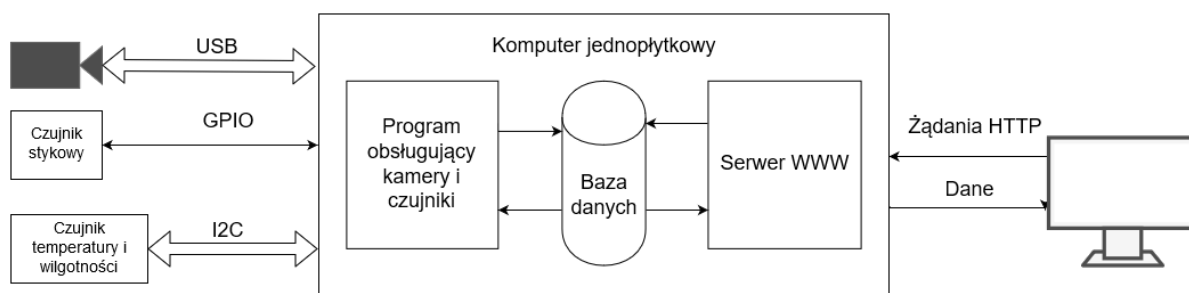 USB
Komputer jednopłytkowy
GPIO
Czujnik
stykowy
Program
obsługujący
kamery i
czujniki
Baza
danych
Serwer WWW
Żądania HTTP
Dane
I2C
Czujnik
temperatury i
wilgotności